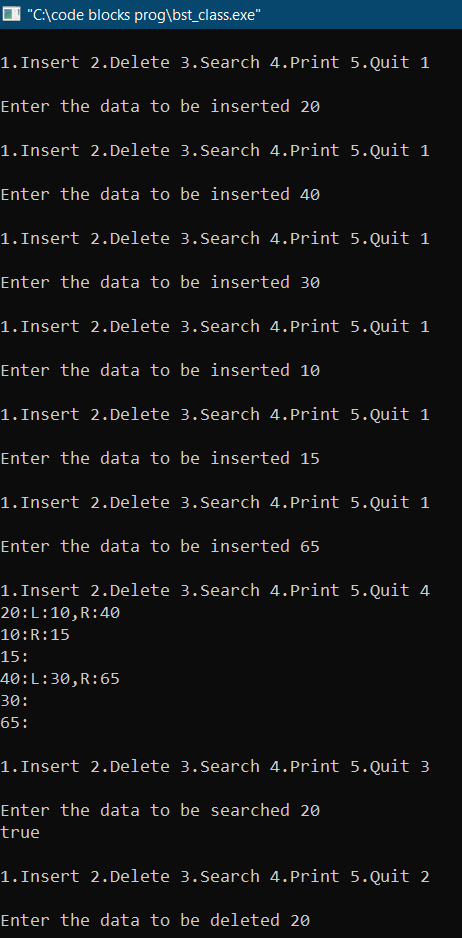 "C:\code blocks prog\bst_class.exe"
1.Insert 2.Delete 3.Search 4.Print 5.Quit 1
Enter the data to be inserted 20
1.Insert 2.Delete 3.Search 4.Print 5.Quit 1
Enter the data to be inserted 40
1.Insert 2.Delete 3.Search 4.Print 5.Quit 1
Enter the data to be inserted 30
1.Insert 2.Delete 3.Search 4.Print 5.Quit 1
Enter the data to be inserted 10
1.Insert 2.Delete 3.Search 4.Print 5.Quit 1
Enter the data to be inserted 15
1.Insert 2.Delete 3.Search 4.Print 5.Quit 1
Enter the data to be inserted 65
1.Insert 2.Delete 3.Search 4.Print 5.Quit 4
20:L:10,R:40
10:R:15
15:
40:L:30,R:65
30:
65:
1.Insert 2.Delete 3.Search 4.Print 5.Quit 3
Enter the data to be searched 20
true
1.Insert 2.Delete 3.Search 4.Print 5.Quit 2
Enter the data to be deleted 20